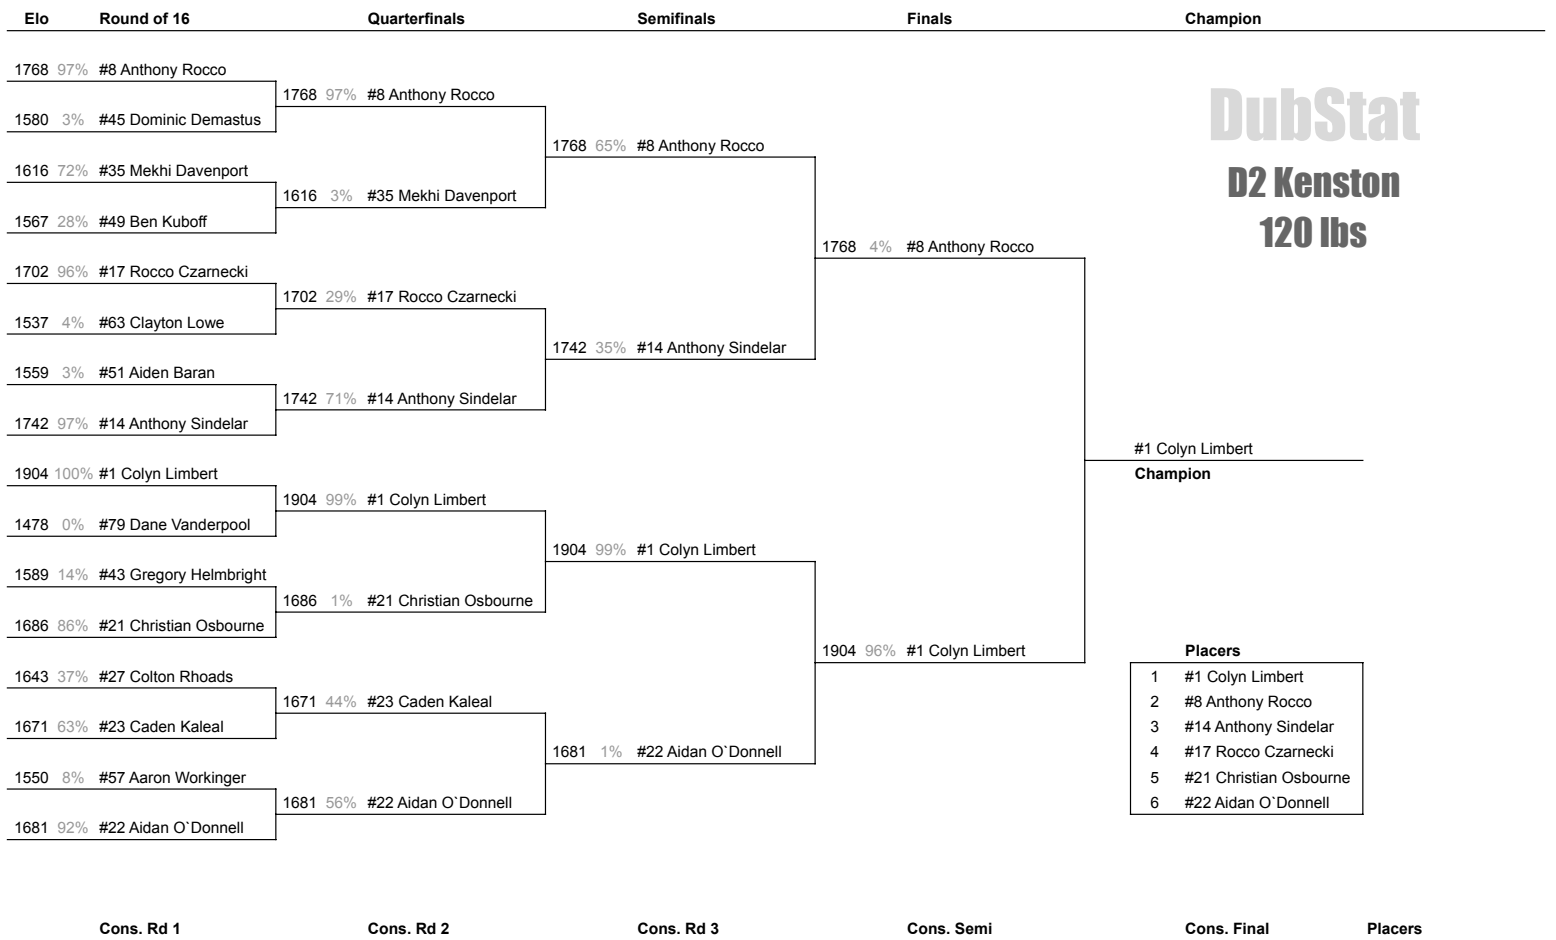 Elo Round of 16 Quarterfinals Semifinals Finals Champion
1768 97% #8 Anthony Rocco
1768 97% #8 Anthony Rocco
DubStat
1580 3% #45 Dominic Demastus
1768 65% #8 Anthony Rocco
1616 72% #35 Mekhi Davenport
D2 Kenston
1616 3% #35 Mekhi Davenport
1567 28% #49 Ben Kuboff
120 lbs
1768 4% #8 Anthony Rocco
1702 96% #17 Rocco Czarnecki
1702 29% #17 Rocco Czarnecki
1537 4% #63 Clayton Lowe
1742 35% #14 Anthony Sindelar
1559 3% #51 Aiden Baran
1742 71% #14 Anthony Sindelar
1742 97% #14 Anthony Sindelar
#1 Colyn Limbert
1904 100% #1 Colyn Limbert
Champion
1904 99% #1 Colyn Limbert
1478 0% #79 Dane Vanderpool
1904 99% #1 Colyn Limbert
1589 14% #43 Gregory Helmbright
1686 1% #21 Christian Osbourne
1686 86% #21 Christian Osbourne
1904 96% #1 Colyn Limbert
Placers
1643 37% #27 Colton Rhoads
1 #1 Colyn Limbert
1671 44% #23 Caden Kaleal
2 #8 Anthony Rocco
1671 63% #23 Caden Kaleal
3 #14 Anthony Sindelar
1681 1% #22 Aidan O`Donnell
4 #17 Rocco Czarnecki
1550 8% #57 Aaron Workinger
5 #21 Christian Osbourne
1681 56% #22 Aidan O`Donnell
6 #22 Aidan O`Donnell
1681 92% #22 Aidan O`Donnell
Cons. Rd 1 Cons. Rd 2 Cons. Rd 3 Cons. Semi Cons. Final Placers